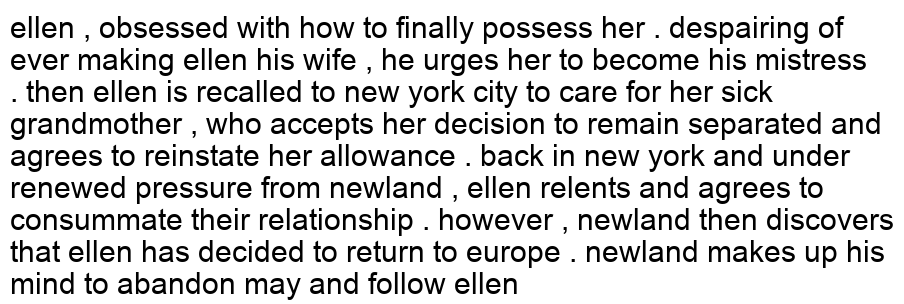 ellen , obsessed with how to finally possess her . despairing of
ever making ellen his wife , he urges her to become his mistress
. then ellen is recalled to new york city to care for her sick
grandmother , who accepts her decision to remain separated and
agrees to reinstate her allowance . back in new york and under
renewed pressure from newland , ellen relents and agrees to
consummate their relationship . however , newland then discovers
that ellen has decided to return to europe . newland makes up his
mind to abandon may and follow ellen